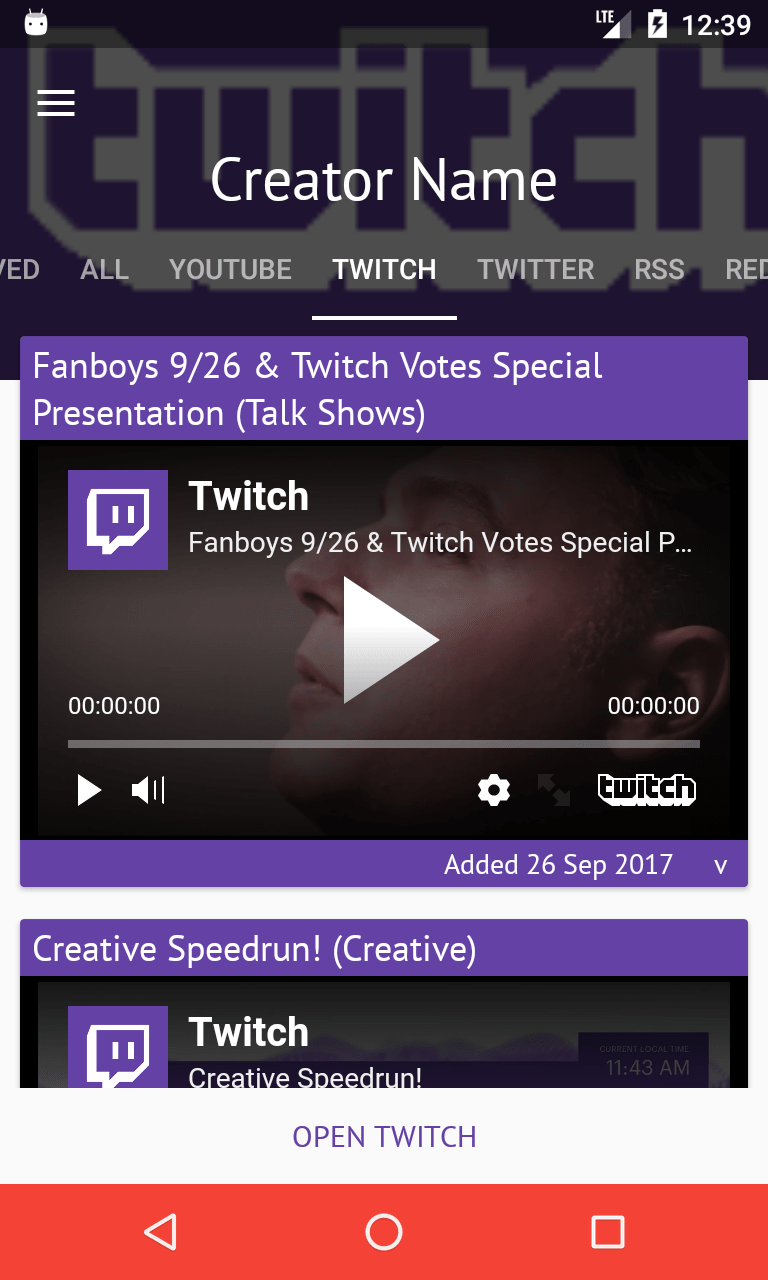 LTE 12:39
twitch
Creator Name
VED ALL YOUTUBE TWITCH TWITTER RSS RED
Fanboys 9/26 & Twitch Votes Special
Presentation (Talk Shows)
Twitch
Fanboys 9/26 & Twitch Votes Special P...
00:00:00 00:00:00
twitch
Added 26 Sep 2017 v
Creative Speedrun! (Creative)
Twitch
CURRENT LOCAL TIME
11:43 AM
Creative Speedrun!
OPEN TWITCH